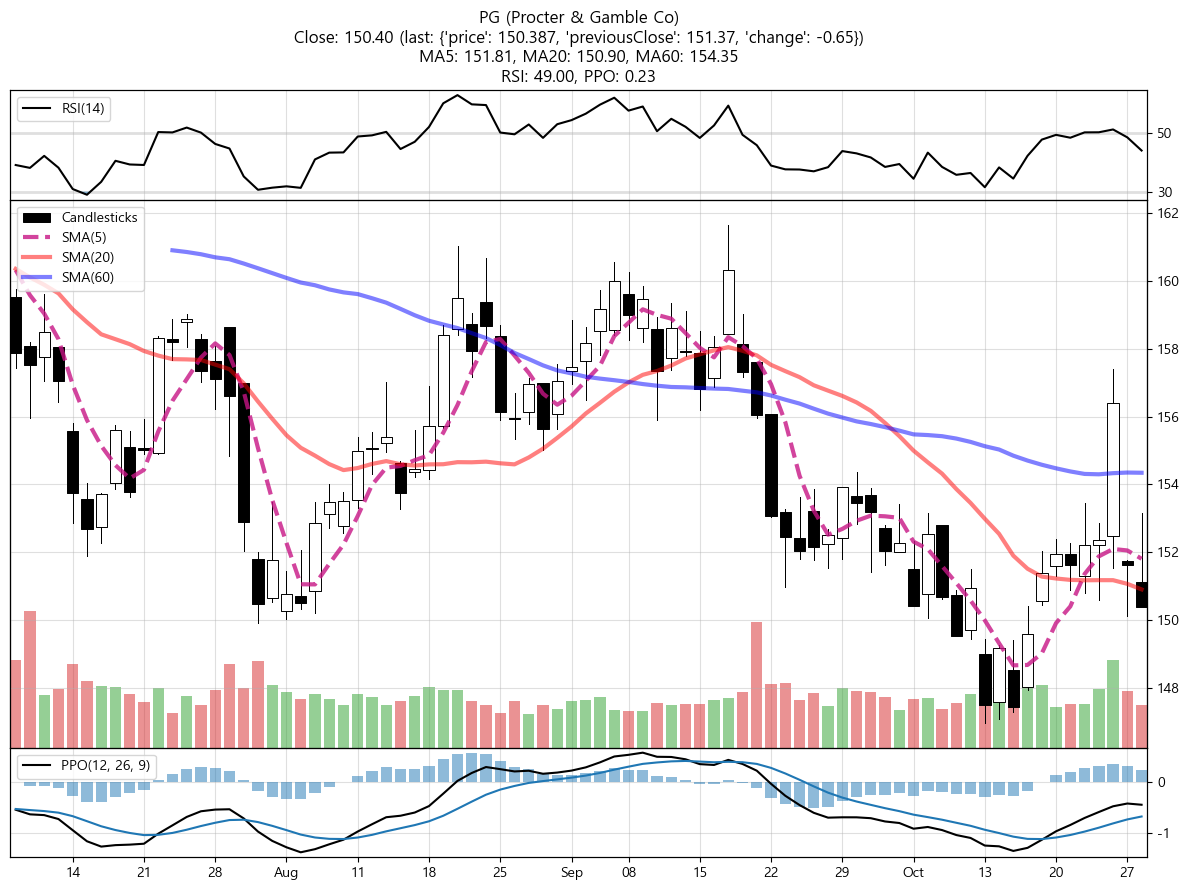 PG (Procter & Gamble Co)
Close: 150.40 (last: {'price': 150.387, 'previousClose': 151.37, 'change': -0.65})
MA5: 151.81, MA20: 150.90, MA60: 154.35
RSI: 49.00, PPO: 0.23
RSI(14)
50
30
Candlesticks
SMA(5)
SMA(20)
SMA(60)
162
160
158
156
154
152
150
148
PPO(12, 26, 9)
0
-1
14 21 28 Aug 11 18 25 Sep 08 15 22 29 Oct 13 20 27